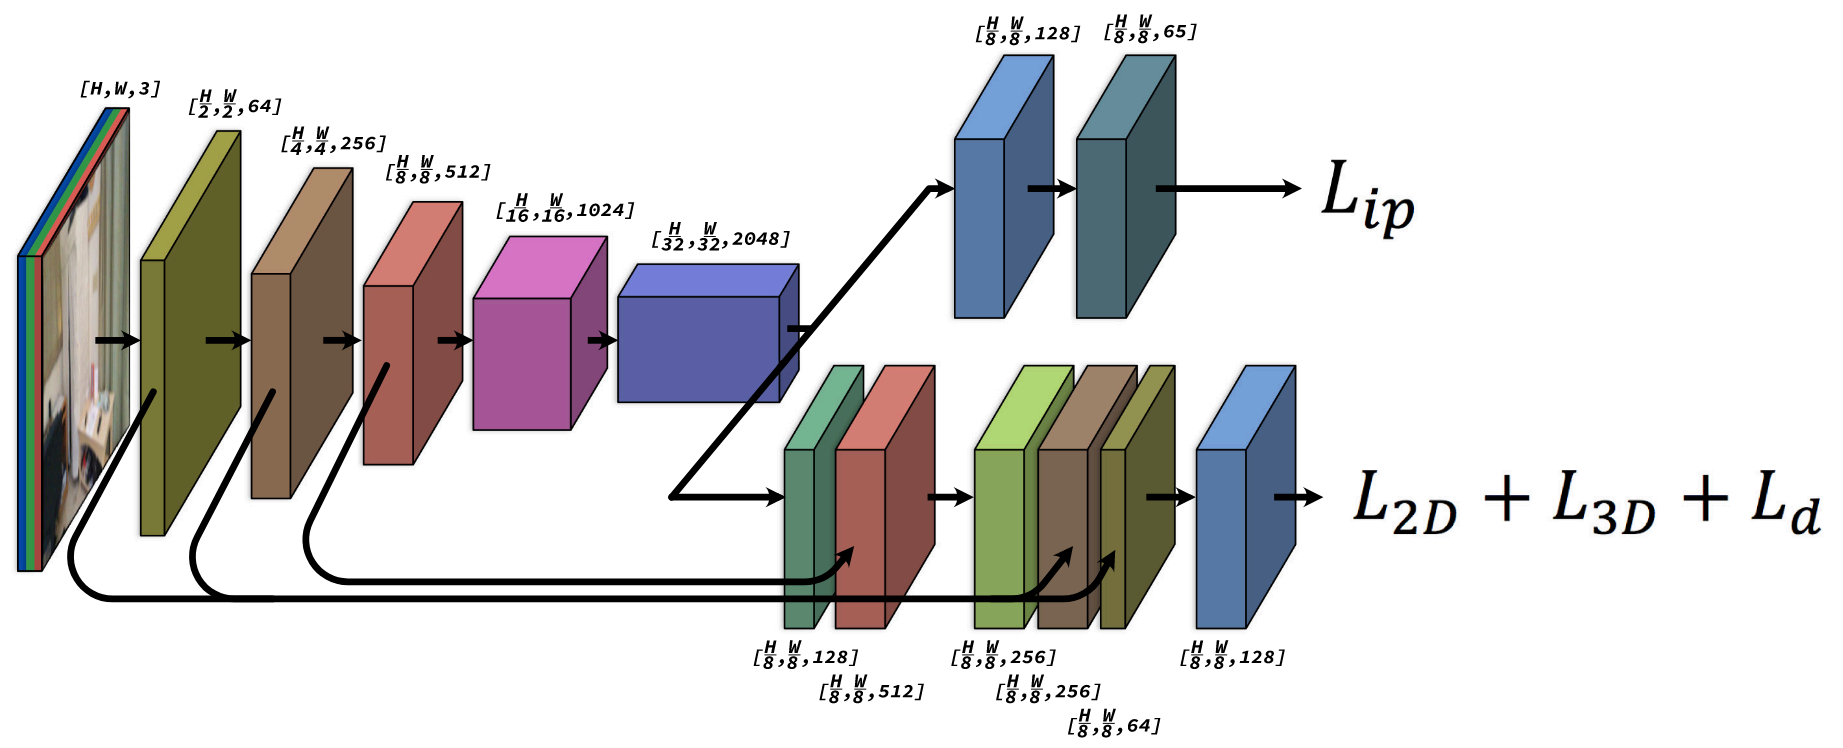 [H,W,3]
[H/2,W/2,64]
[H/4,W/4,256]
[H/8,W/8,512]
[H/16,W/16,1024]
[H/32,W/32,2048]
[H/8,W/8,128]
[H/8,W/8,65]
L_ip
[H/8,W/8,128]
[H/8,W/8,512]
[H/8,W/8,256]
[H/8,W/8,256]
[H/8,W/8,64]
[H/8,W/8,128]
L_2D + L_3D + L_d